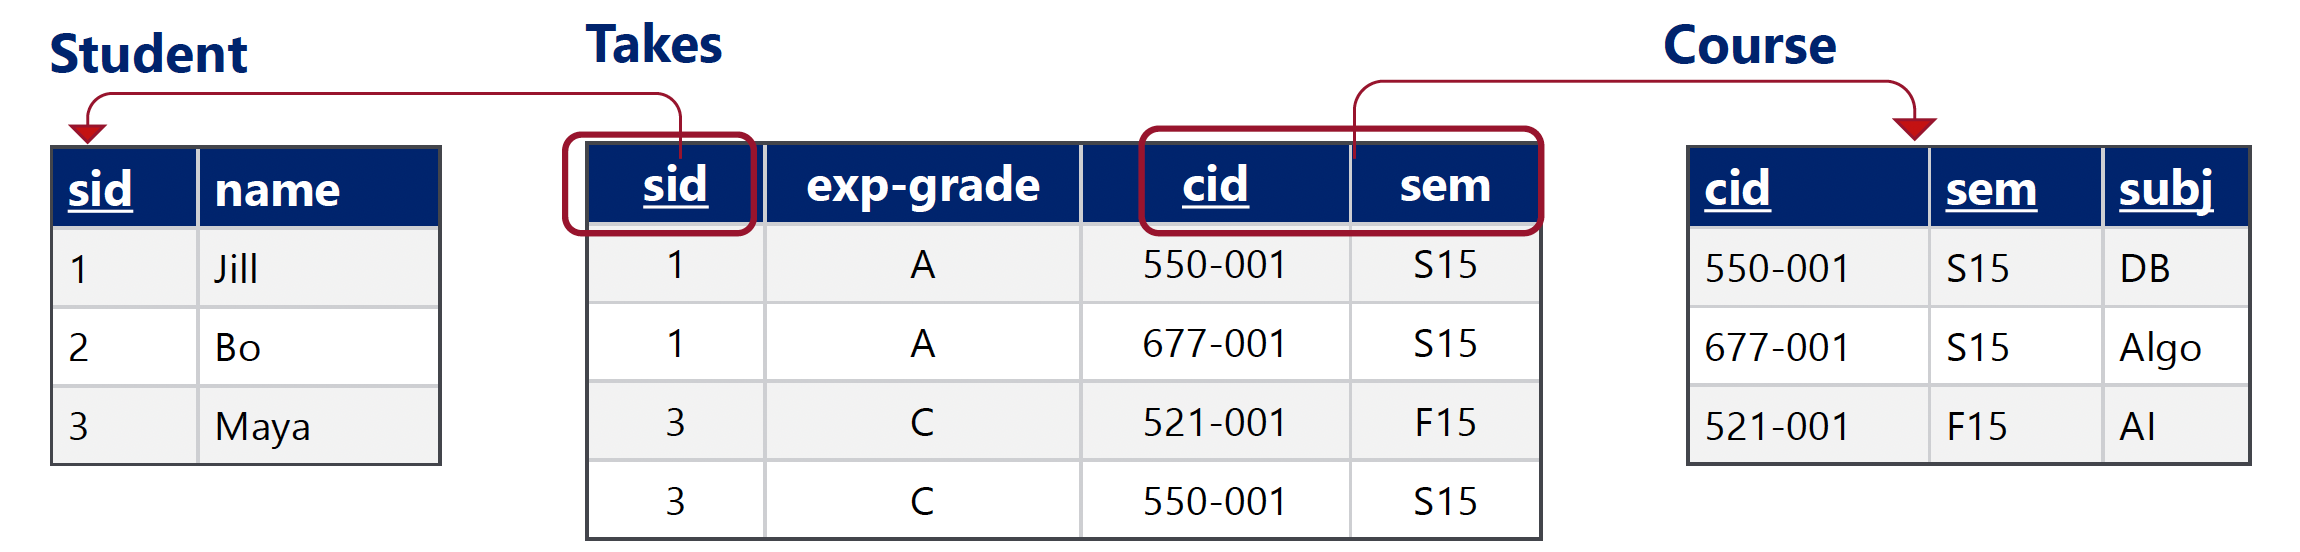 Student
sid name
1 Jill
2 Bo
3 Maya
Takes
sid exp-grade cid sem
1 A 550-001 S15
1 A 677-001 S15
3 C 521-001 F15
3 C 550-001 S15
Course
cid sem subj
550-001 S15 DB
677-001 S15 Algo
521-001 F15 AI